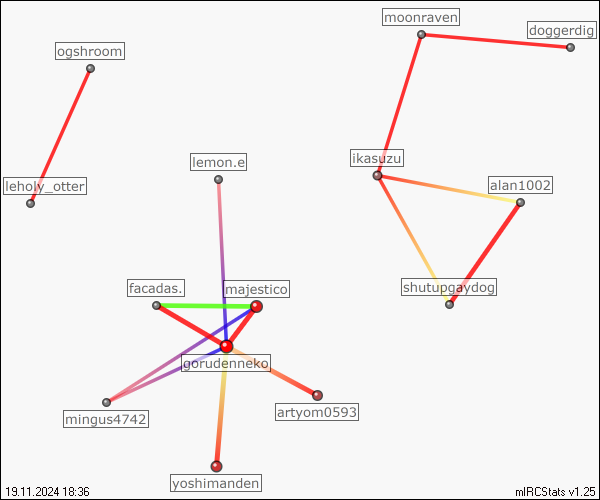 moonraven
doggerdig
ogshroom
lemon.e
ikasuzu
leholy_otter
alan1002
facadas.
majestico
shutupgaydog
gorudenneko
mingus4742
artyom0593
yoshimanden
19.11.2024 18:36
mIRCStats v1.25